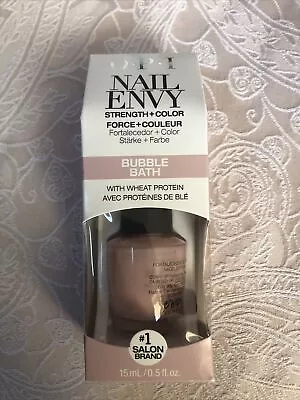 O·P·I
NAIL
ENVY
STRENGTH+COLOR
FORCE+COULEUR
Fortalecedor + Color
Stärke + Farbe
BUBBLE
BATH
WITH WHEAT PROTEIN
AVEC PROTÉINES DE BLÉ
#1
SALON
BRAND
15 mL / 0.5 fl.oz.